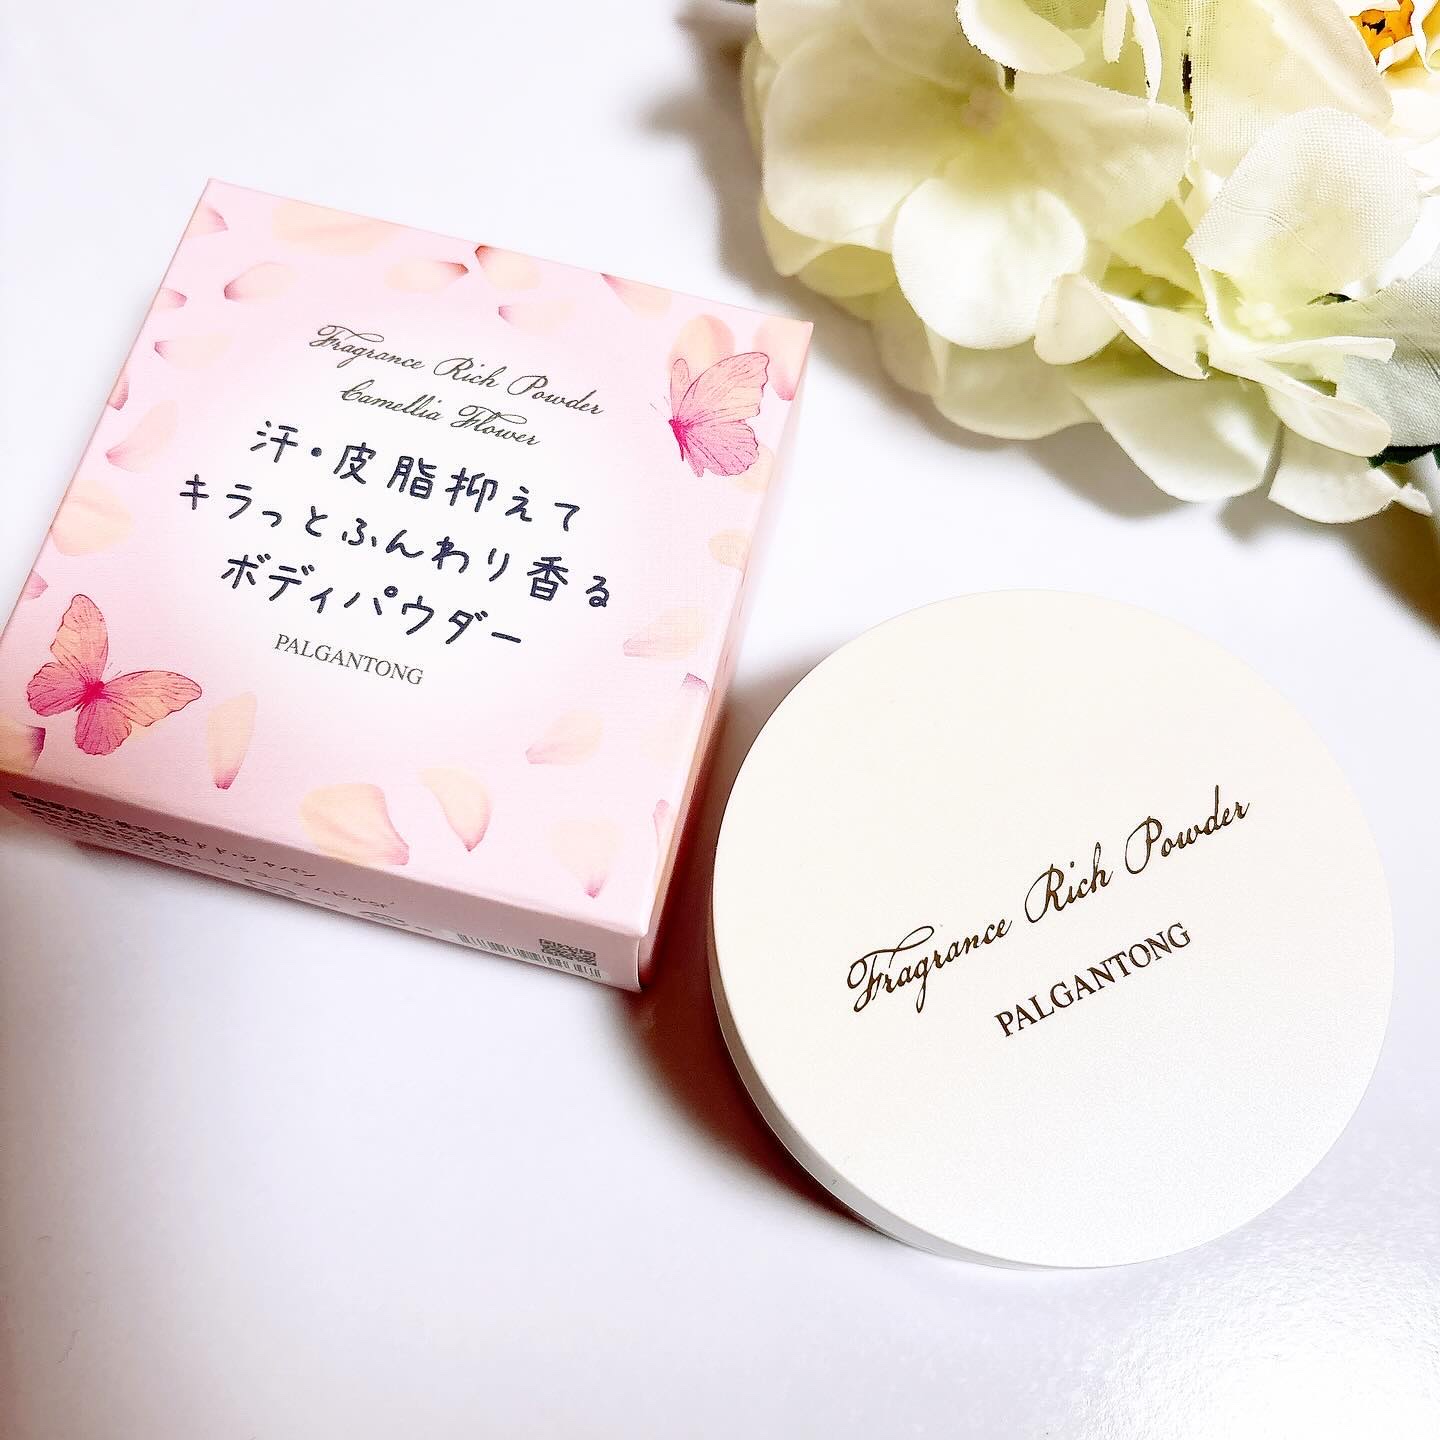 Fragrance Rich Powder
Camellia Flower
汗・皮脂抑えて
キラっとふんわり香る
ボディパウダー
PALGANTONG
Fragrance Rich Powder
PALGANTONG